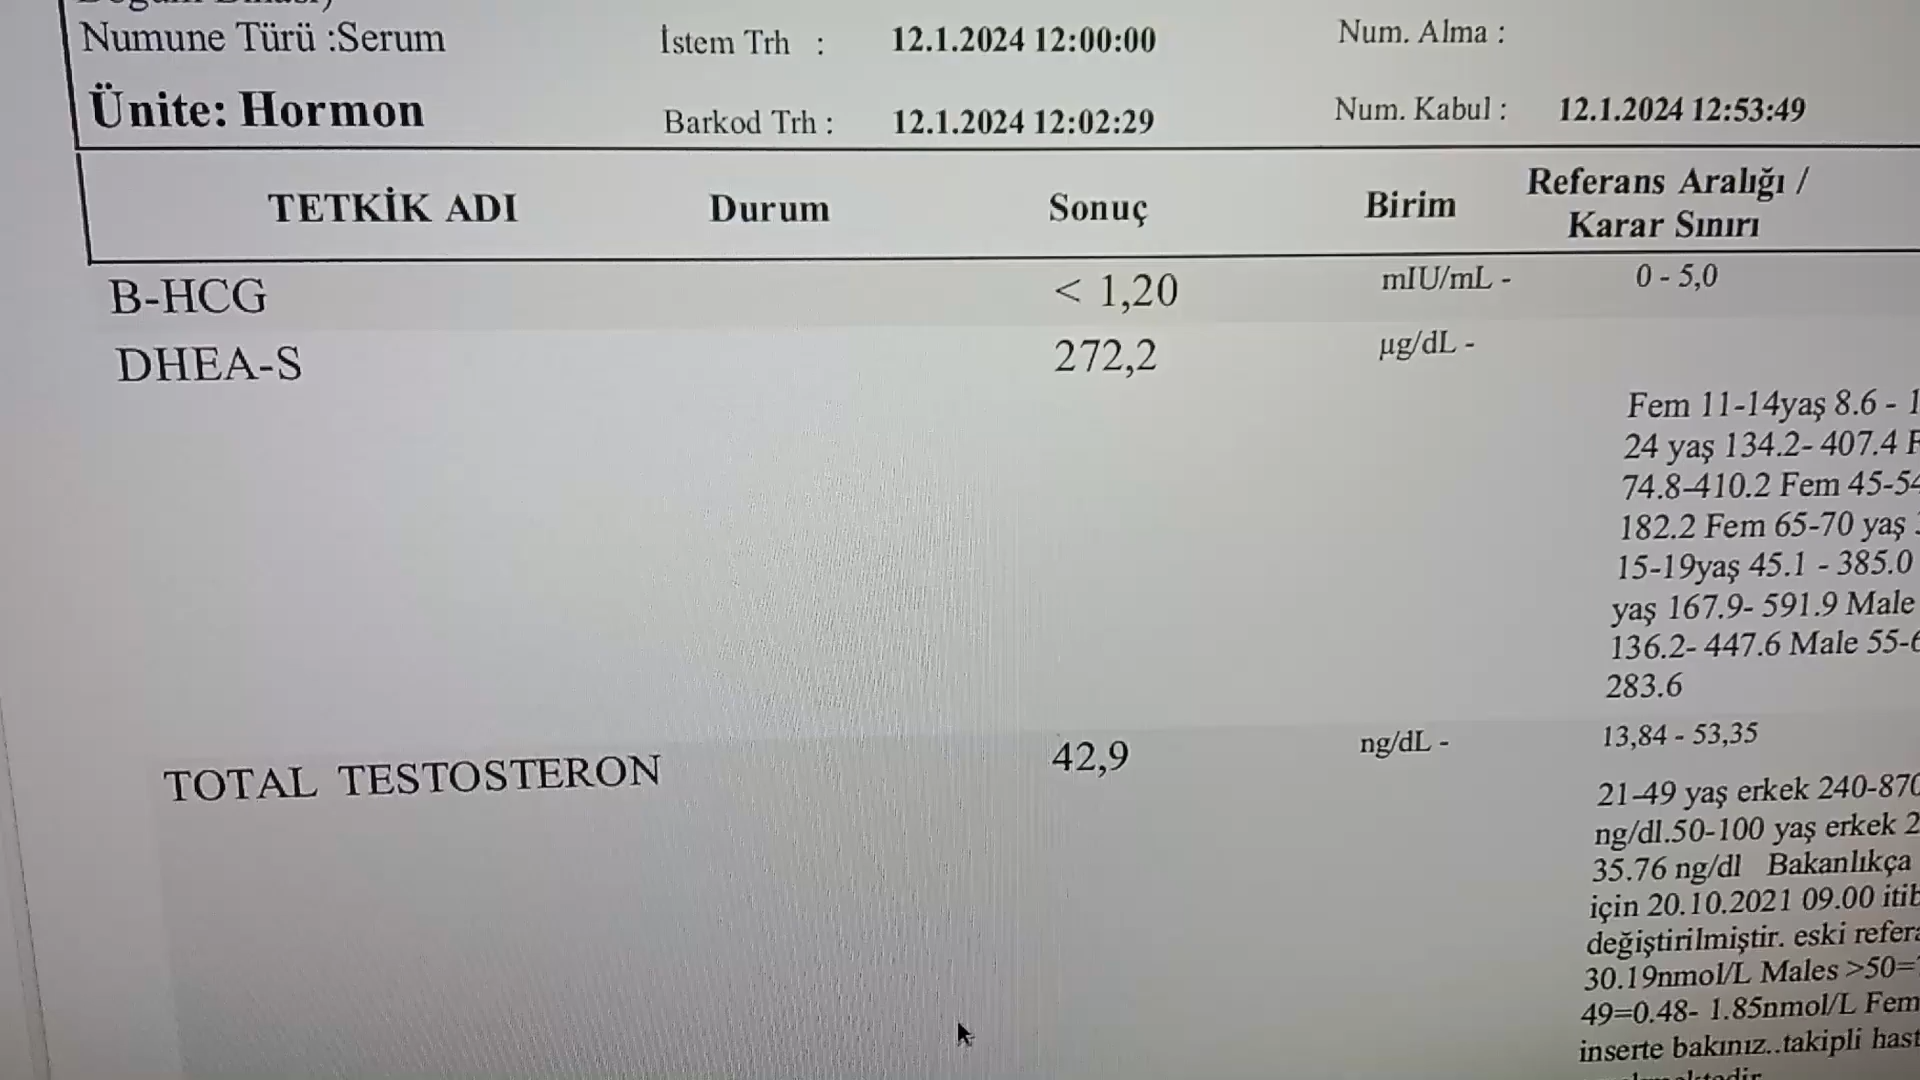 Numune Türü :Serum İstem Trh : 12.1.2024 12:00:00 Num. Alma :
Ünite: Hormon Barkod Trh : 12.1.2024 12:02:29 Num. Kabul : 12.1.2024 12:53:49
TETKİK ADI Durum Sonuç Birim Referans Aralığı /
Karar Sınırı
B-HCG < 1,20 mIU/mL - 0 - 5,0
DHEA-S 272,2 µg/dL -
Fem 11-14yaş 8.6 - 1
24 yaş 134.2- 407.4 F
74.8-410.2 Fem 45-54
182.2 Fem 65-70 yaş
15-19yaş 45.1 - 385.0
yaş 167.9- 591.9 Male
136.2- 447.6 Male 55-6
283.6
TOTAL TESTOSTERON 42,9 ng/dL - 13,84 - 53,35
21-49 yaş erkek 240-870
ng/dl.50-100 yaş erkek 2
35.76 ng/dl Bakanlıkça
için 20.10.2021 09.00 itib
değiştirilmiştir. eski refera
30.19nmol/L Males >50=
49=0.48- 1.85nmol/L Fem
inserte bakınız..takipli hast